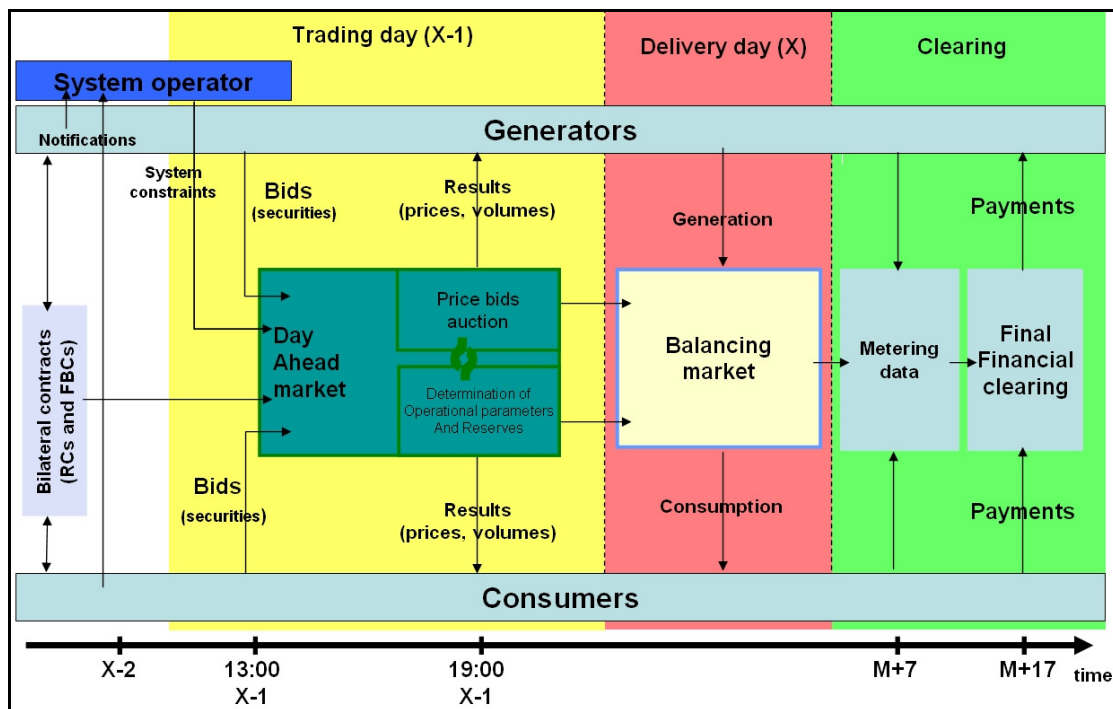 Trading day (X-1)
Delivery day (X)
Clearing
System operator
Generators
Notifications
System
constraints
Bids
(securities)
Results
(prices, volumes)
Generation
Payments
Bilateral contracts
(RCs and FBCs)
Day
Ahead
market
Price bids
auction
Determination of
Operational parameters
And Reserves
Balancing
market
Metering
data
Final
Financial
clearing
Bids
(securities)
Results
(prices, volumes)
Consumption
Payments
Consumers
X-2
13:00
X-1
19:00
X-1
M+7
M+17
time